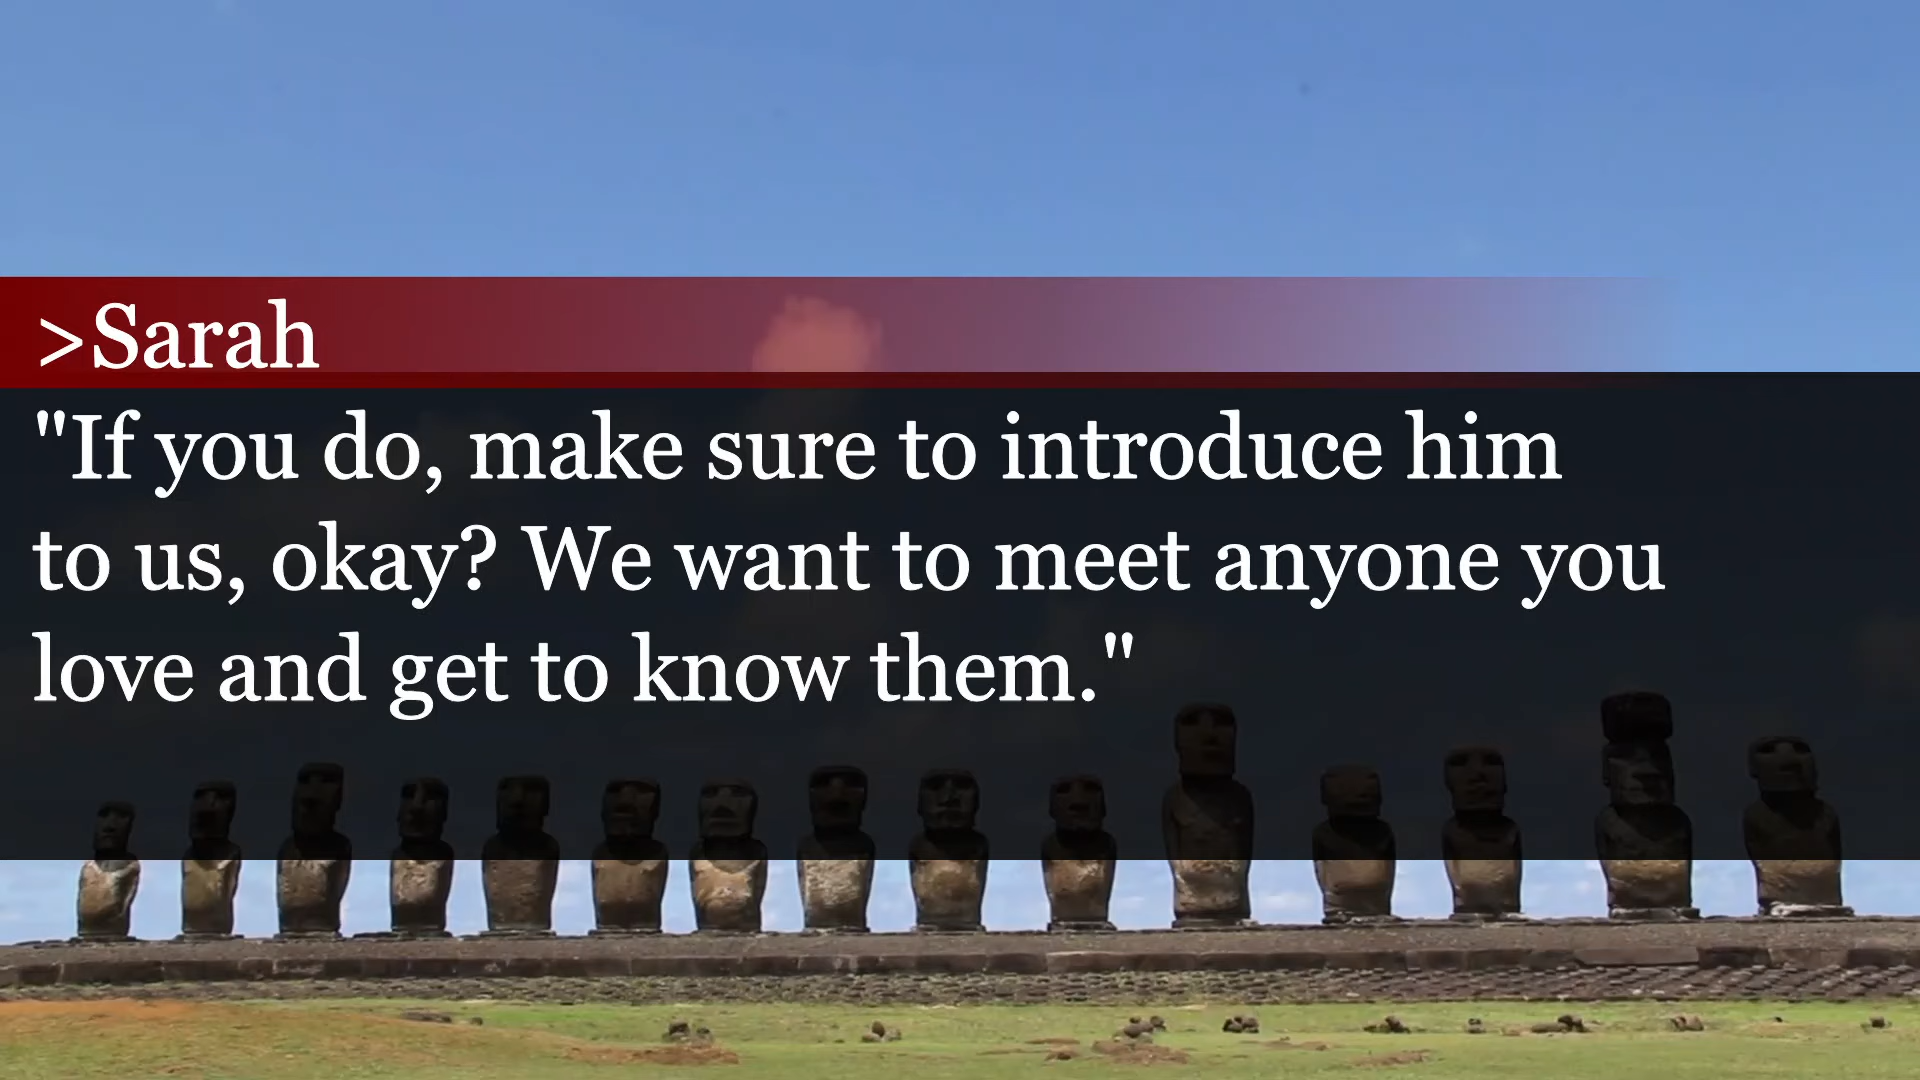 >Sarah
"If you do, make sure to introduce him
to us, okay? We want to meet anyone you
love and get to know them."